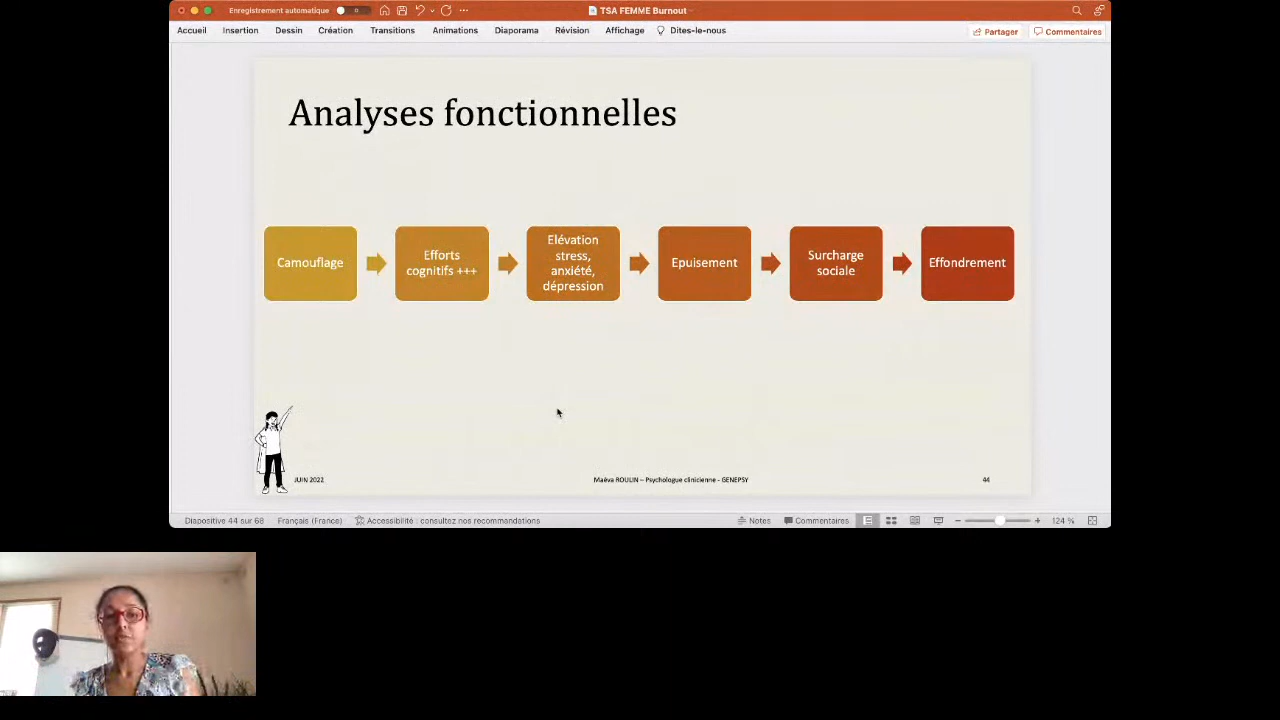 Enregistrement automatique
TSA FEMME Burnout
Accueil Insertion Dessin Création Transitions Animations Diaporama Révision Affichage Dites-le-nous Partager Commentaires
Analyses fonctionnelles
Camouflage
Efforts
cognitifs +++
Elévation
stress,
anxiété,
dépression
Epuisement
Surcharge
sociale
Effondrement
JUIN 2022
Maëva ROULIN – Psychologue clinicienne - GENEPSY
44
Diapositive 44 sur 68 Français (France) Accessibilité : consultez nos recommandations Notes Commentaires 124 %